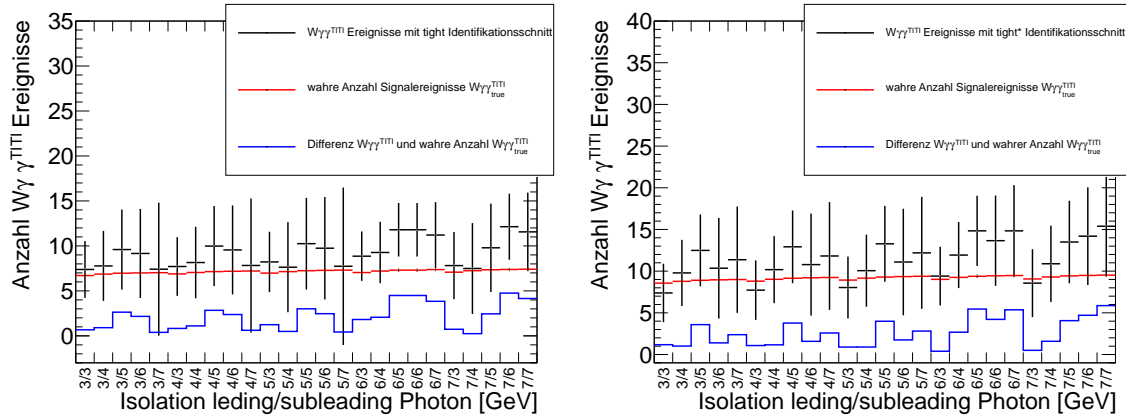 Anzahl Wγ γ^TITI Ereignisse
35
30
25
20
15
10
5
0
Wγγ^TITI Ereignisse mit tight Identifikationsschnitt
wahre Anzahl Signalereignisse Wγγ^TITI_true
Differenz Wγγ^TITI und wahre Anzahl Wγγ^TITI_true
3/3 3/4 3/5 3/6 3/7 4/3 4/4 4/5 4/6 4/7 5/3 5/4 5/5 5/6 5/7 6/3 6/4 6/5 6/6 6/7 7/3 7/4 7/5 7/6 7/7
Isolation leding/subleading Photon [GeV]
Anzahl Wγ γ^TITI Ereignisse
40
35
30
25
20
15
10
5
0
Wγγ^TITI Ereignisse mit tight* Identifikationsschnitt
wahre Anzahl Signalereignisse Wγγ^TITI_true
Differenz Wγγ^TITI und wahrer Anzahl Wγγ^TITI_true
3/3 3/4 3/5 3/6 3/7 4/3 4/4 4/5 4/6 4/7 5/3 5/4 5/5 5/6 5/7 6/3 6/4 6/5 6/6 6/7 7/3 7/4 7/5 7/6 7/7
Isolation leding/subleading Photon [GeV]